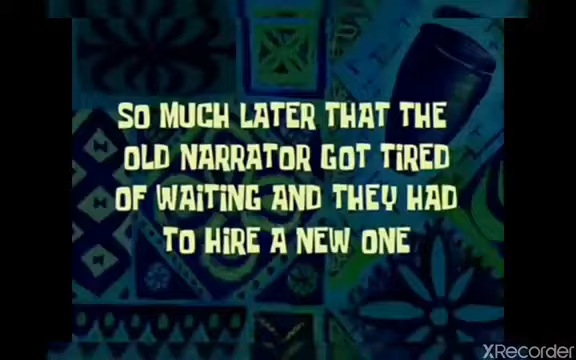 SO MUCH LATER THAT THE
OLD NARRATOR GOT TIRED
OF WAITING AND THEY HAD
TO HIRE A NEW ONE
XRecorder